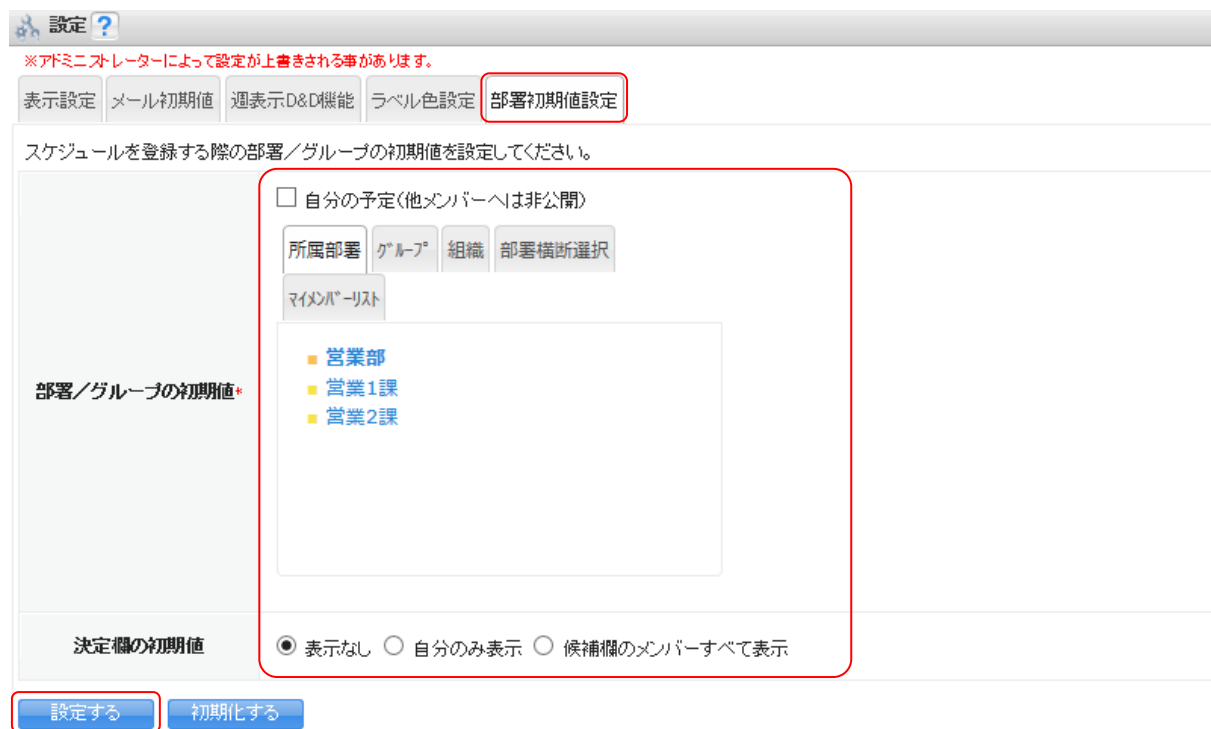 設定 ?
※アドミニストレーターによって設定が上書きされる事があります。
表示設定 メール初期値 週表示D&D機能 ラベル色設定 部署初期値設定
スケジュールを登録する際の部署／グループの初期値を設定してください。
自分の予定(他メンバーへは非公開)
所属部署 ｸﾞﾙｰﾌﾟ 組織 部署横断選択
ﾏｲﾒﾝﾊﾞｰﾘｽﾄ
営業部
営業1課
営業2課
部署／グループの初期値*
決定欄の初期値
表示なし 自分のみ表示 候補欄のメンバーすべて表示
設定する 初期化する